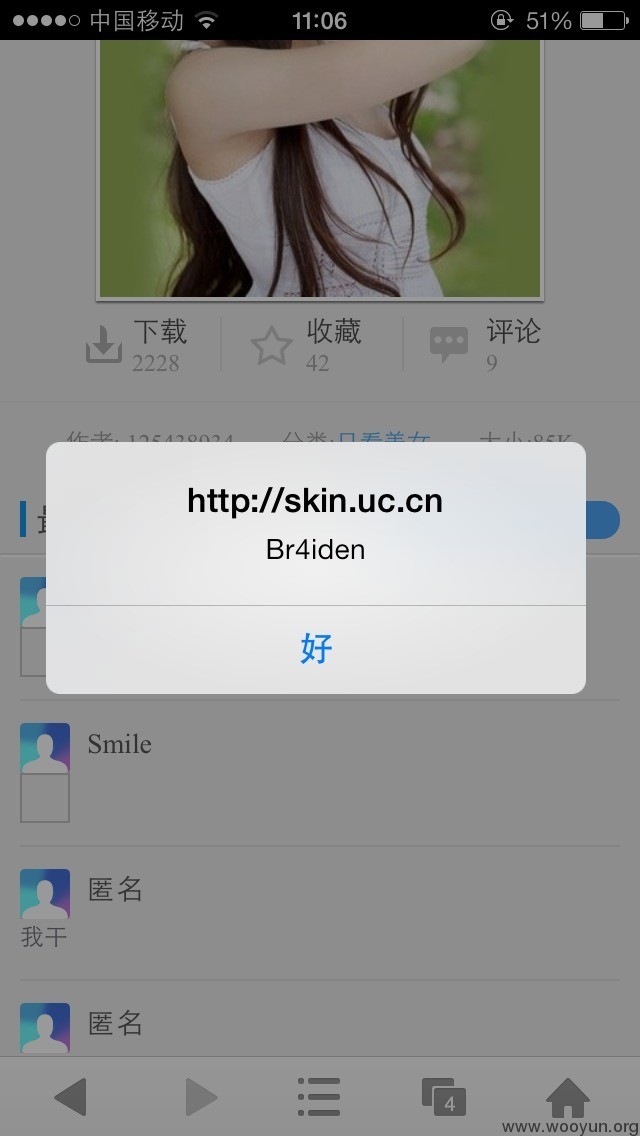 中国移动 11:06 51%
下载 收藏 评论
2228 42 9
作者: 125438934 分类:只看美女 大小:85K
http://skin.uc.cn
Br4iden
好
Smile
匿名
我干
匿名
4
www.wooyun.org